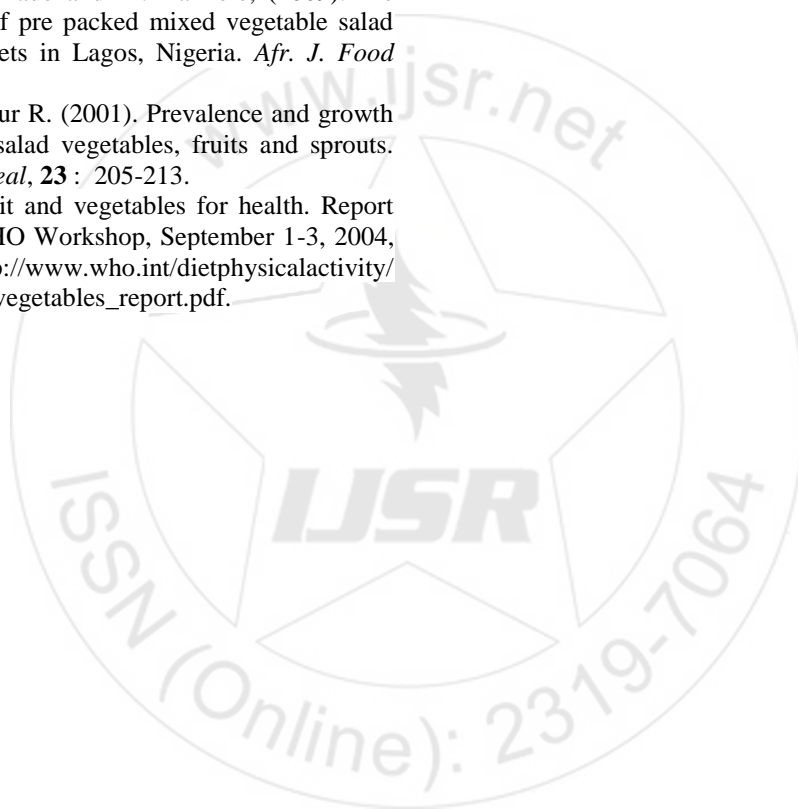 of pre packed mixed vegetable salad
ets in Lagos, Nigeria. Afr. J. Food
ur R. (2001). Prevalence and growth
salad vegetables, fruits and sprouts.
eal, 23 : 205-213.
it and vegetables for health. Report
HO Workshop, September 1-3, 2004,
://www.who.int/dietphysicalactivity/
vegetables_report.pdf.
www.ijsr.net
IJSR
ISSN (Online): 2319-7064